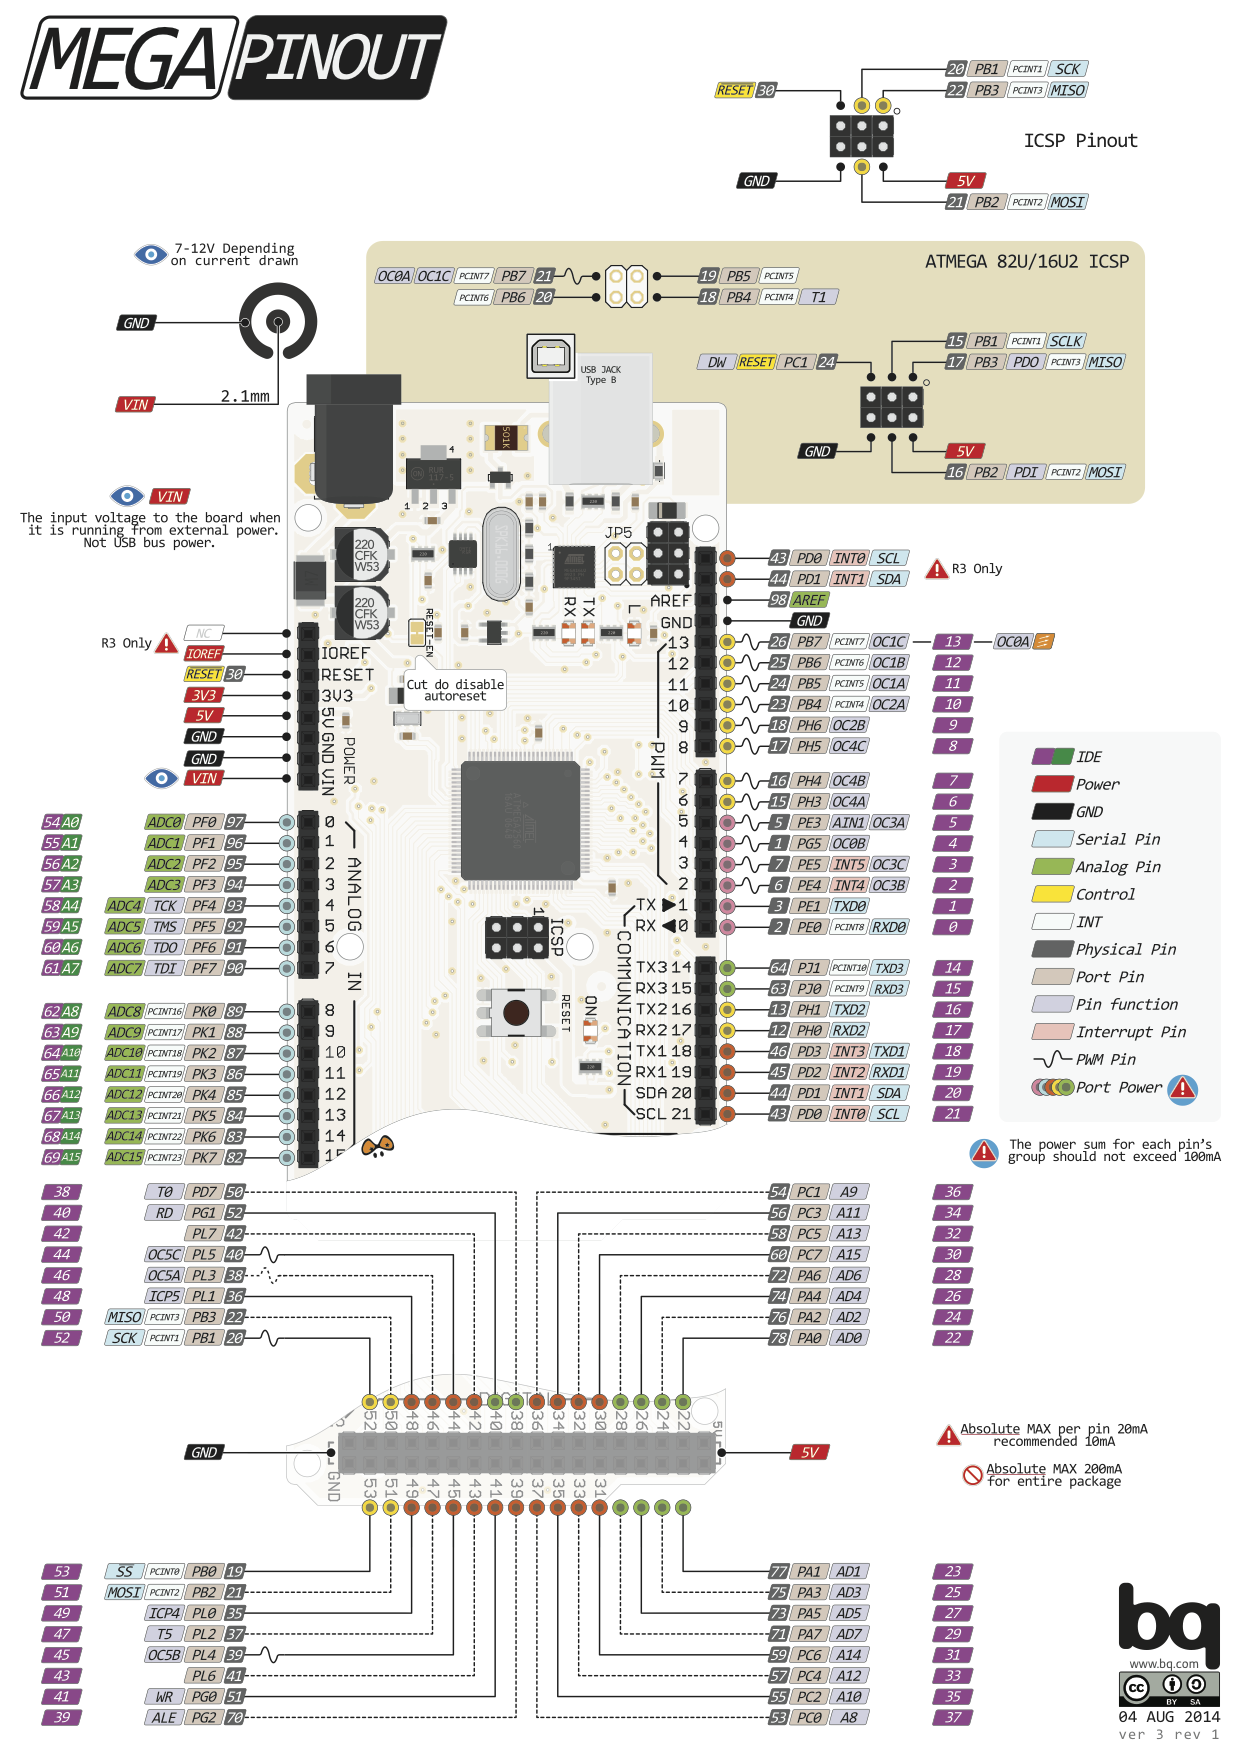 MEGA PINOUT
20 PB1 PCINT1 SCK
RESET 30
22 PB3 PCINT3 MISO
ICSP Pinout
GND
5V
21 PB2 PCINT2 MOSI
7-12V Depending
on current drawn
GND
2.1mm
VIN
ATMEGA 82U/16U2 ICSP
OC0A OC1C PCINT7 PB7 21
19 PB5 PCINT5
PCINT6 PB6 20
18 PB4 PCINT4 T1
15 PB1 PCINT1 SCLK
DW RESET PC1 24
17 PB3 PDO PCINT3 MISO
GND
5V
16 PB2 PDI PCINT2 MOSI
USB JACK
Type B
VIN
The input voltage to the board when
it is running from external power.
Not USB bus power.
501K
4
1 2 3
220
CFK
W53
220
CFK
W53
JP5
1
RX
TX
L
RESET-EN
Cut do disable
autoreset
R3 Only
NC
IOREF
RESET 30
3V3
5V
GND
GND
VIN
IOREF
RESET
3V3
5V
GND
GND
VIN
POWER
AREF
GND
13
12
11
10
9
8
PWM
7
6
5
4
3
2
TX 1
RX 0
43 PD0 INT0 SCL
44 PD1 INT1 SDA
R3 Only
98 AREF
GND
26 PB7 PCINT7 OC1C 13 OC0A
25 PB6 PCINT6 OC1B 12
24 PB5 PCINT5 OC1A 11
23 PB4 PCINT4 OC2A 10
18 PH6 OC2B 9
17 PH5 OC4C 8
16 PH4 OC4B 7
15 PH3 OC4A 6
5 PE3 AIN1 OC3A 5
1 PG5 OC0B 4
7 PE5 INT5 OC3C 3
6 PE4 INT4 OC3B 2
3 PE1 TXD0 1
2 PE0 PCINT8 RXD0 0
64 PJ1 PCINT10 TXD3 14
63 PJ0 PCINT9 RXD3 15
13 PH1 TXD2 16
12 PH0 RXD2 17
46 PD3 INT3 TXD1 18
45 PD2 INT2 RXD1 19
44 PD1 INT1 SDA 20
43 PD0 INT0 SCL 21
54 A0 ADC0 PF0 97
55 A1 ADC1 PF1 96
56 A2 ADC2 PF2 95
57 A3 ADC3 PF3 94
58 A4 ADC4 TCK PF4 93
59 A5 ADC5 TMS PF5 92
60 A6 ADC6 TDO PF6 91
61 A7 ADC7 TDI PF7 90
62 A8 ADC8 PCINT16 PK0 89
63 A9 ADC9 PCINT17 PK1 88
64 A10 ADC10 PCINT18 PK2 87
65 A11 ADC11 PCINT19 PK3 86
66 A12 ADC12 PCINT20 PK4 85
67 A13 ADC13 PCINT21 PK5 84
68 A14 ADC14 PCINT22 PK6 83
69 A15 ADC15 PCINT23 PK7 82
0
1
2
3
4
5
6
7
8
9
10
11
12
13
14
15
ANALOG IN
1
ICSP
RESET
ON
COMMUNICATION
TX3 14
RX3 15
TX2 16
RX2 17
TX1 18
RX1 19
SDA 20
SCL 21
IDE
Power
GND
Serial Pin
Analog Pin
Control
INT
Physical Pin
Port Pin
Pin function
Interrupt Pin
PWM Pin
Port Power
The power sum for each pin's
group should not exceed 100mA
38 T0 PD7 50
40 RD PG1 52
42 PL7 42
44 OC5C PL5 40
46 OC5A PL3 38
48 ICP5 PL1 36
50 MISO PCINT3 PB3 22
52 SCK PCINT1 PB1 20
54 PC1 A9 36
56 PC3 A11 34
58 PC5 A13 32
60 PC7 A15 30
72 PA6 AD6 28
74 PA4 AD4 26
76 PA2 AD2 24
78 PA0 AD0 22
DIGITAL
52 50 48 46 44 42 40 38 36 34 32 30 28 26 24 22
5V
GND
GND
5V
53 51 49 47 45 43 41 39 37 35 33 31
Absolute MAX per pin 20mA
recommended 10mA
Absolute MAX 200mA
for entire package
53 SS PCINT0 PB0 19
51 MOSI PCINT2 PB2 21
49 ICP4 PL0 35
47 T5 PL2 37
45 OC5B PL4 39
43 PL6 41
41 WR PG0 51
39 ALE PG2 70
77 PA1 AD1 23
75 PA3 AD3 25
73 PA5 AD5 27
71 PA7 AD7 29
59 PC6 A14 31
57 PC4 A12 33
55 PC2 A10 35
53 PC0 A8 37
bq
www.bq.com
cc BY SA
04 AUG 2014
ver 3 rev 1